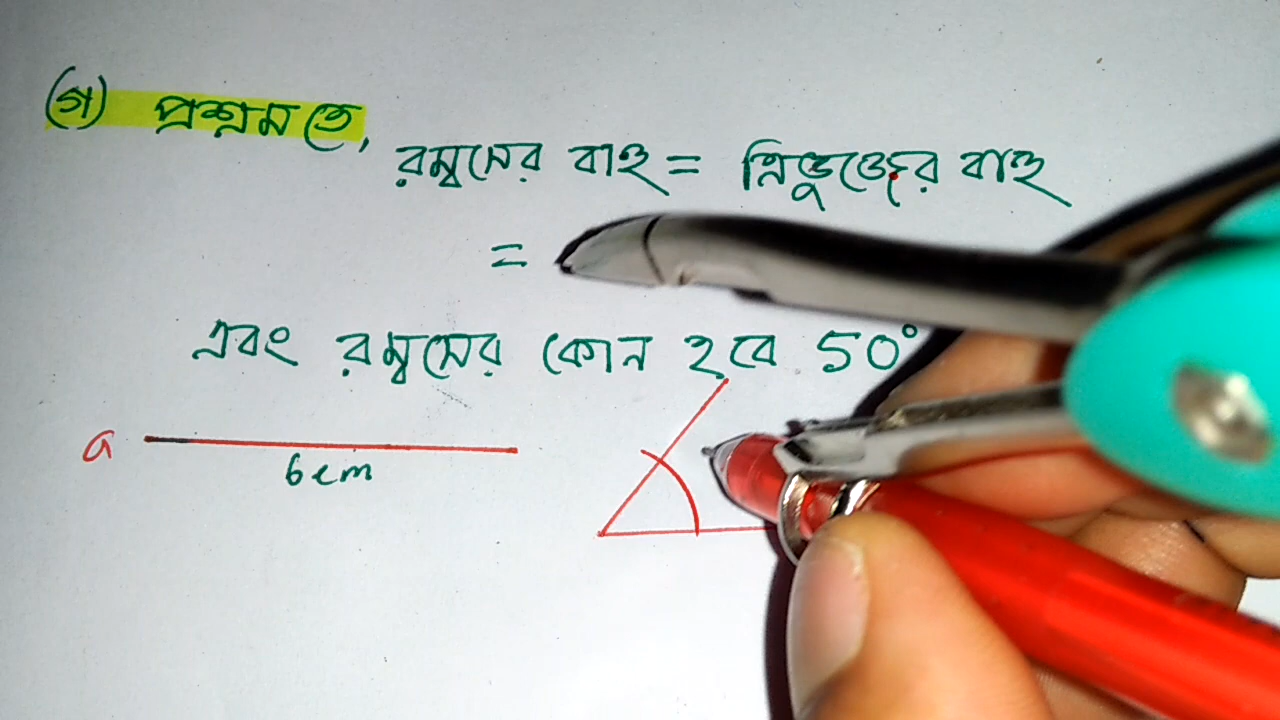 (গ) প্রশ্নমতে,
রম্বসের বাহু = ত্রিভুজের বাহু
=
এবং রম্বসের কোন হবে 50°
a
6cm